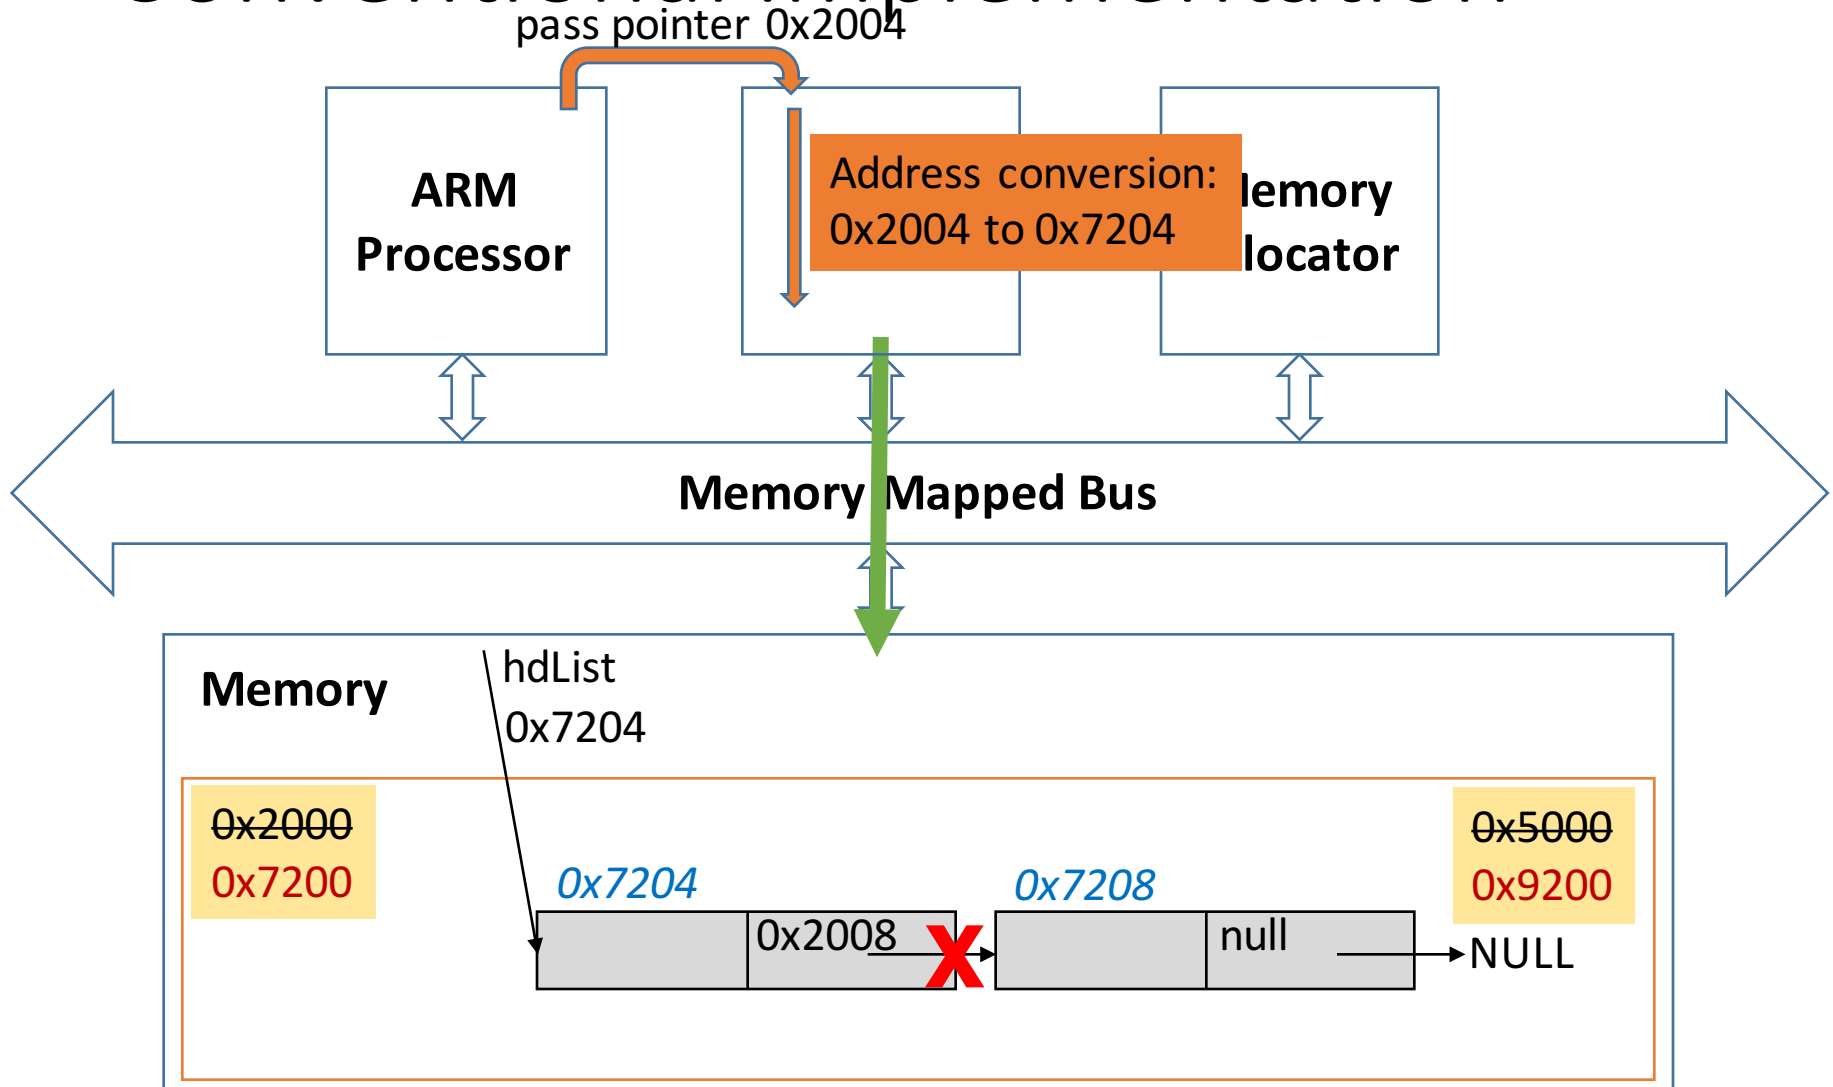 pass pointer 0x2004
ARM
Processor
Address conversion:
0x2004 to 0x7204
emory
locator
Memory Mapped Bus
Memory
hdList
0x7204
0x2000
0x7200
0x5000
0x9200
0x7204
0x7208
0x2008
X
null
NULL